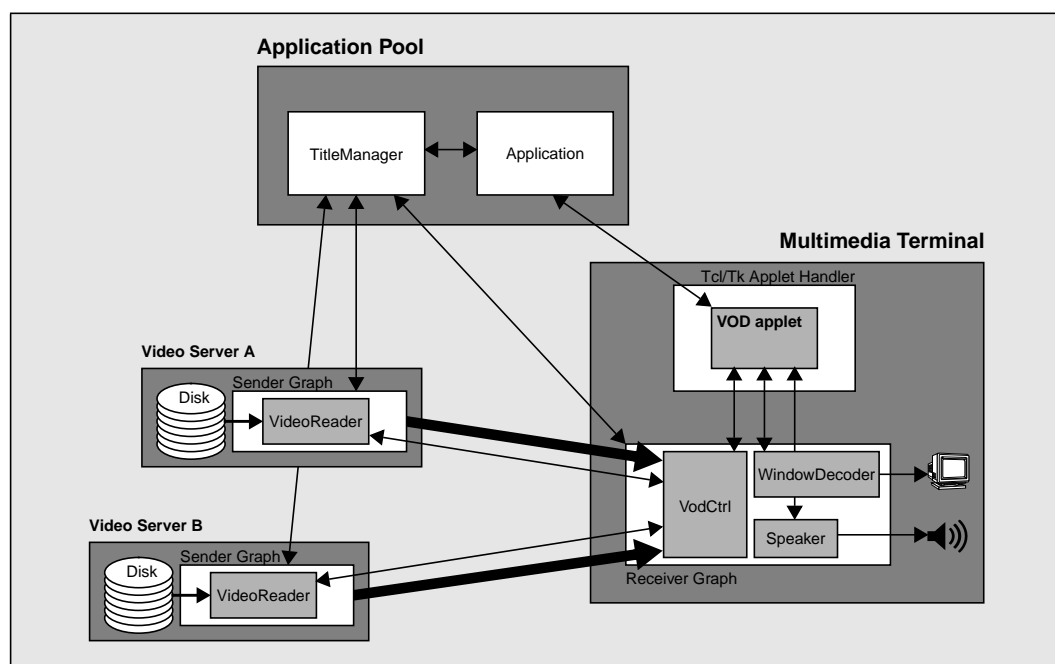 Application Pool
TitleManager
Application
Multimedia Terminal
Tcl/Tk Applet Handler
VOD applet
Video Server A
Sender Graph
Disk
VideoReader
WindowDecoder
VodCtrl
Speaker
Receiver Graph
Video Server B
Sender Graph
Disk
VideoReader